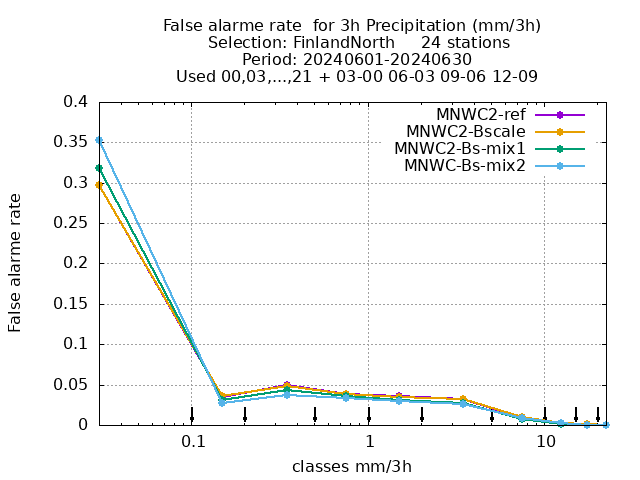 False alarme rate  for 3h Precipitation (mm/3h)
Selection: FinlandNorth     24 stations
Period: 20240601-20240630
Used 00,03,...,21 + 03-00 06-03 09-06 12-09
MNWC2-ref
MNWC2-Bscale
MNWC2-Bs-mix1
MNWC-Bs-mix2
0.4
0.35
0.3
0.25
0.2
0.15
0.1
0.05
0
False alarme rate
0.1 1 10
classes mm/3h